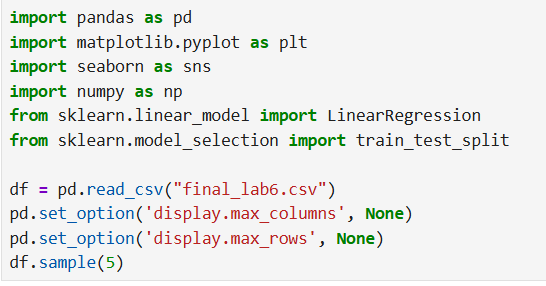 import pandas as pd
import matplotlib.pyplot as plt
import seaborn as sns
import numpy as np
from sklearn.linear_model import LinearRegression
from sklearn.model_selection import train_test_split
df = pd.read_csv("final_lab6.csv")
pd.set_option('display.max_columns', None)
pd.set_option('display.max_rows', None)
df.sample(5)